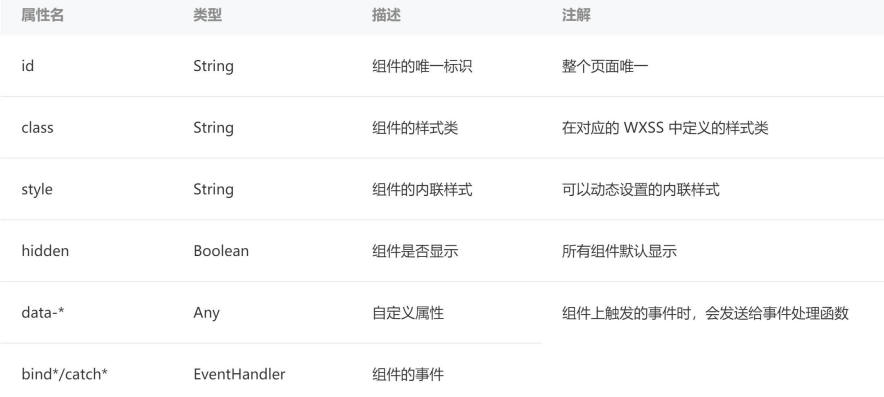 属性名 类型 描述 注解
id String 组件的唯一标识 整个页面唯一
class String 组件的样式类 在对应的 WXSS 中定义的样式类
style String 组件的内联样式 可以动态设置的内联样式
hidden Boolean 组件是否显示 所有组件默认显示
data-* Any 自定义属性 组件上触发的事件时，会发送给事件处理函数
bind*/catch* EventHandler 组件的事件